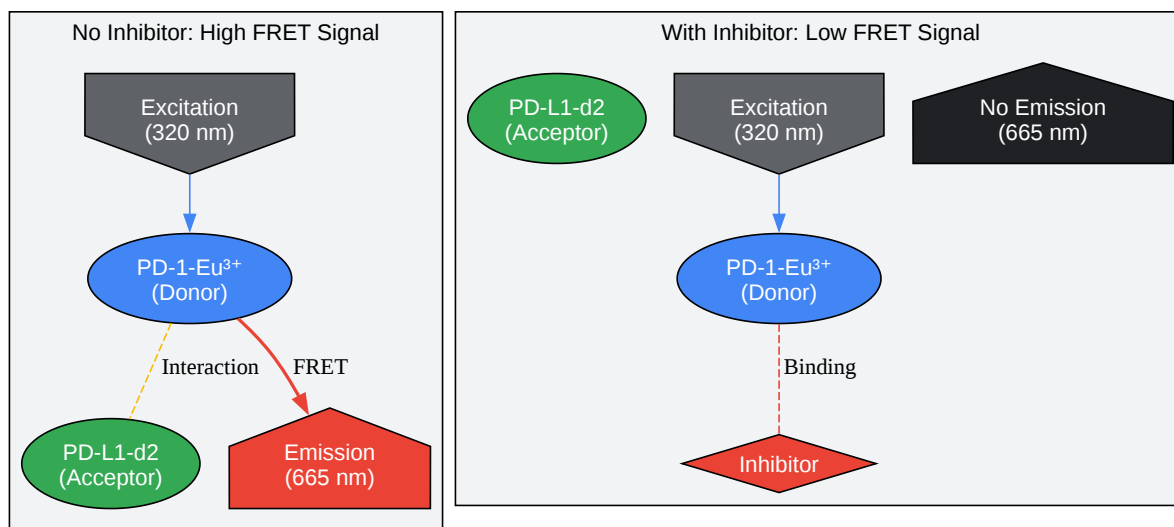 No Inhibitor: High FRET Signal
Excitation
(320 nm)
PD-1-Eu³⁺
(Donor)
Interaction
FRET
PD-L1-d2
(Acceptor)
Emission
(665 nm)
With Inhibitor: Low FRET Signal
PD-L1-d2
(Acceptor)
Excitation
(320 nm)
No Emission
(665 nm)
PD-1-Eu³⁺
(Donor)
Binding
Inhibitor